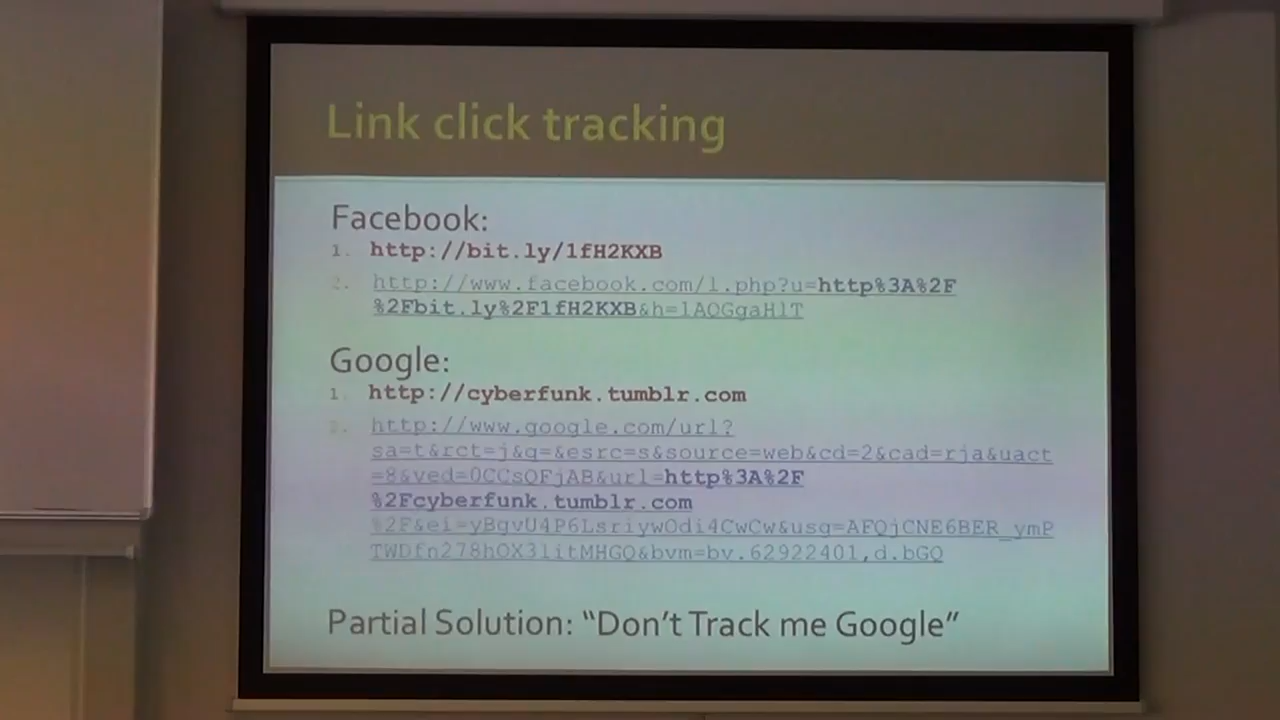 Link click tracking
Facebook:
1. http://bit.ly/1fH2KXB
2. http://www.facebook.com/l.php?u=http%3A%2F
%2Fbit.ly%2F1fH2KXB&h=1AQGgaH1T
Google:
1. http://cyberfunk.tumblr.com
2. http://www.google.com/url?
sa=t&rct=j&q=&esrc=s&source=web&cd=2&cad=rja&uact
=8&ved=0CCsQFjAB&url=http%3A%2F
%2Fcyberfunk.tumblr.com
%2F&ei=yBgvU4P6LsriywOdi4CwCw&usg=AFQjCNE6BER_ymP
TWDfn278hOX3litMHGQ&bvm=bv.62922401,d.bGQ
Partial Solution: “Don’t Track me Google”